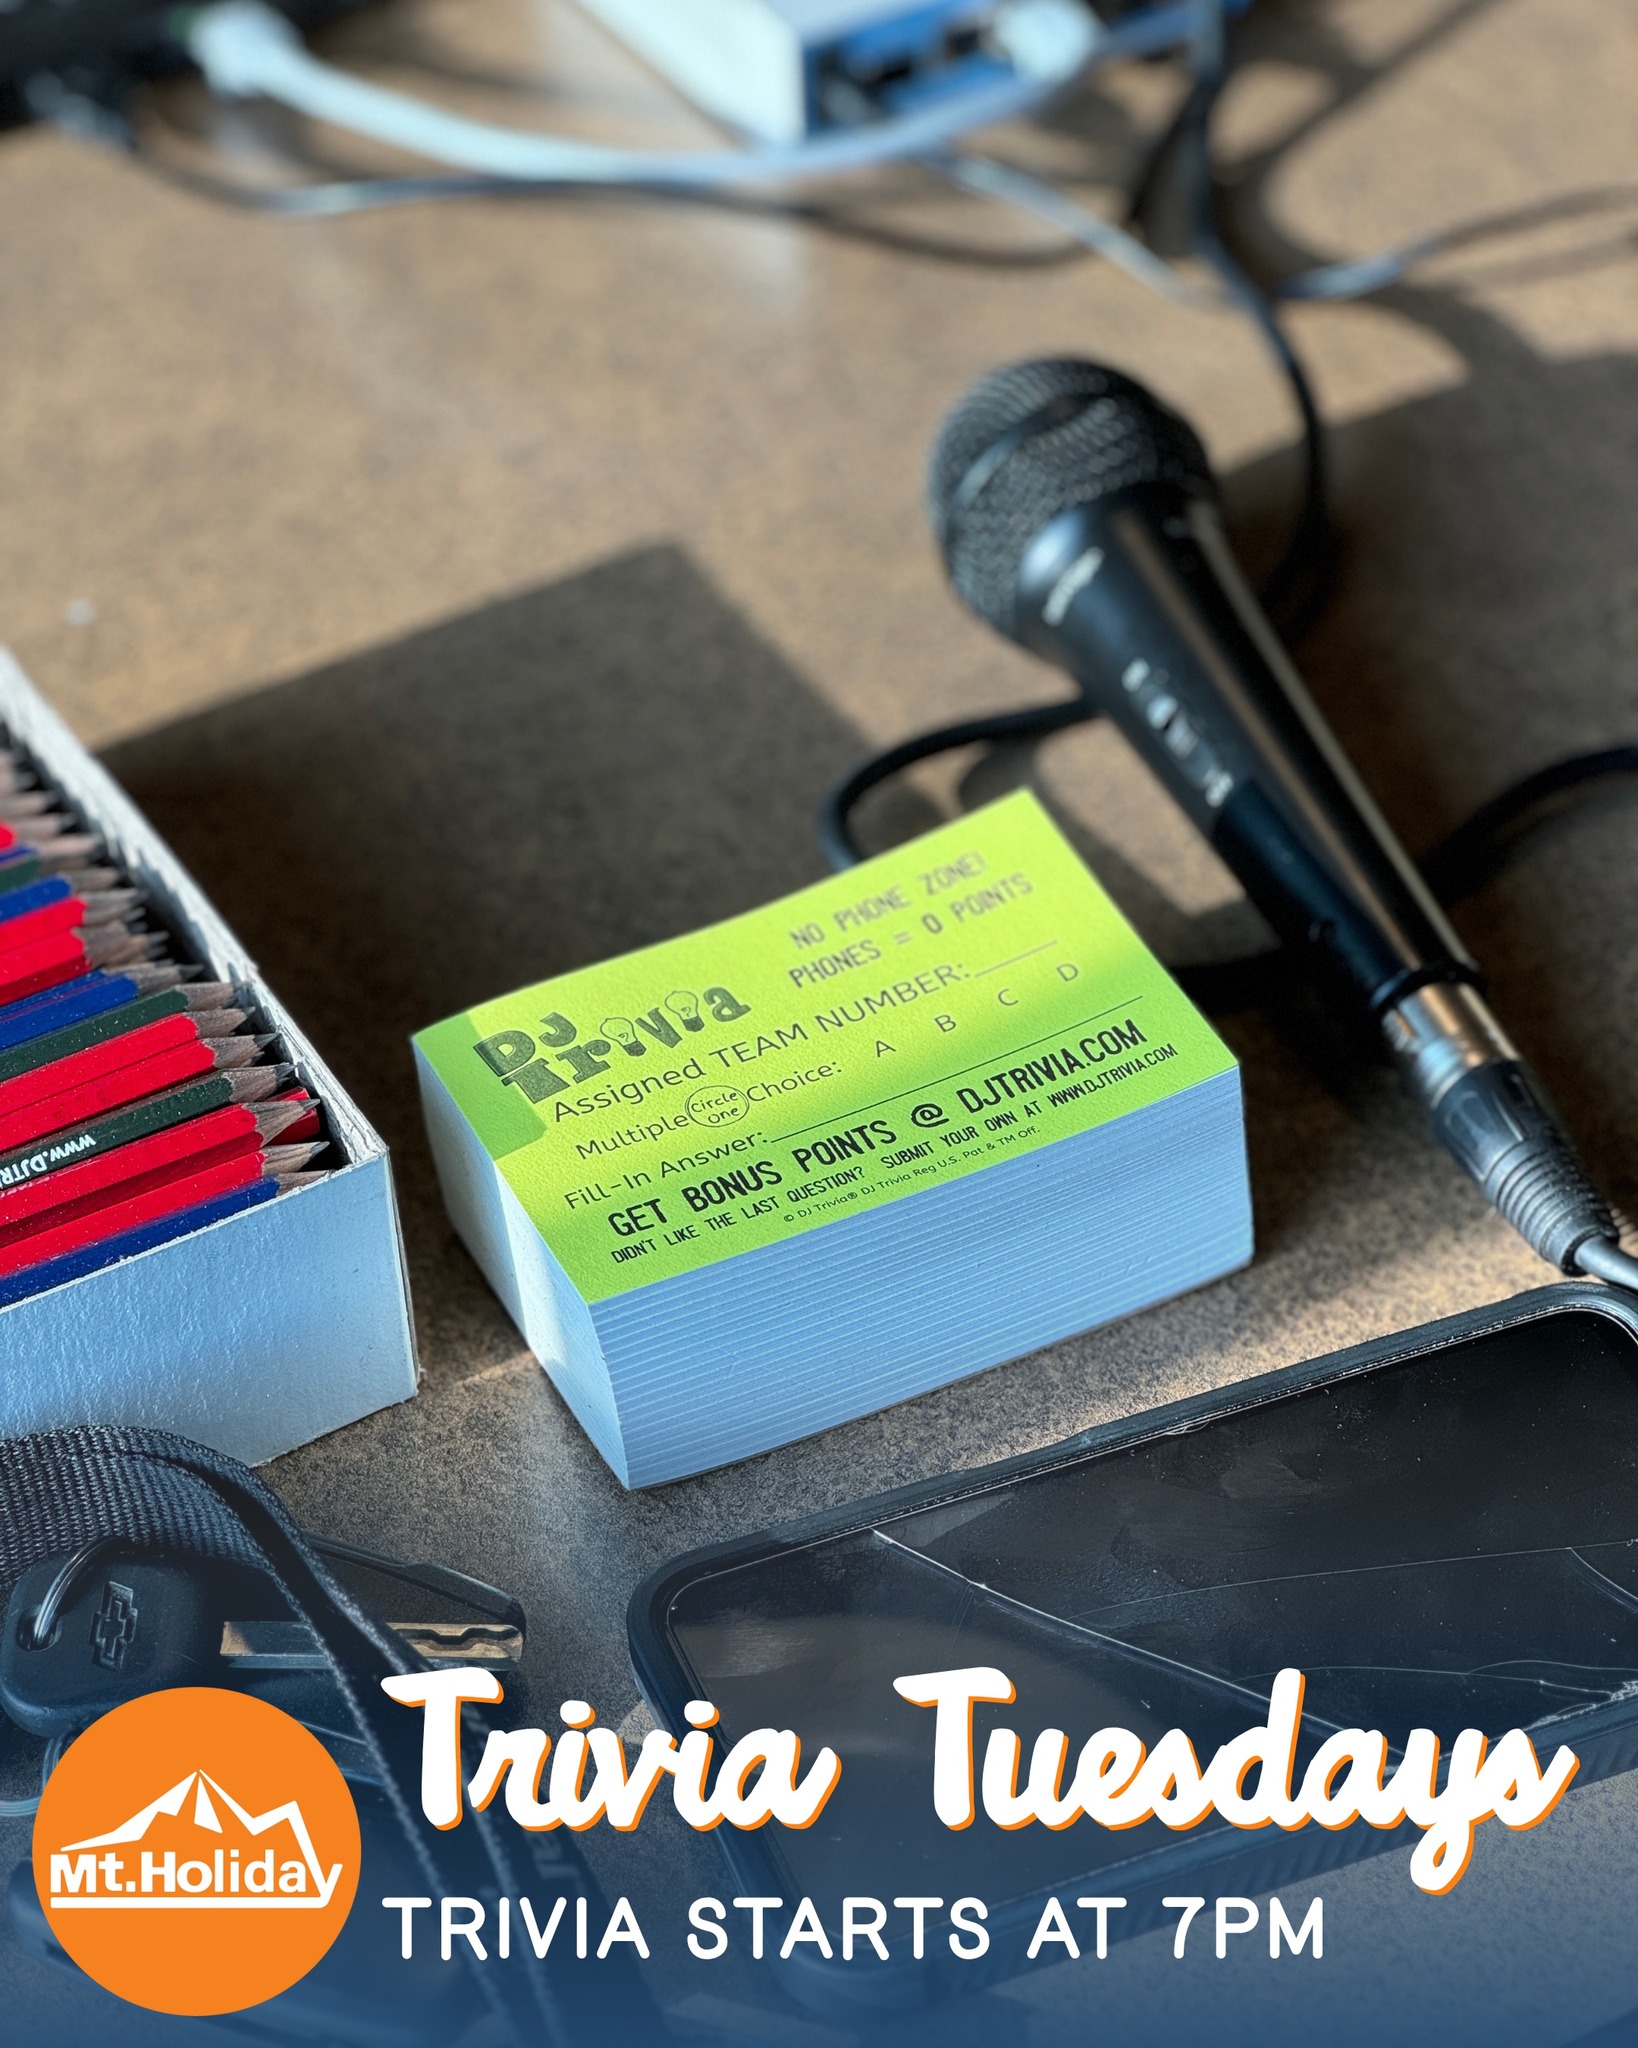 NO PHONE ZONE!
PHONES = 0 POINTS
DJ
Trivia
Assigned TEAM NUMBER:____
Multiple Circle One Choice: A B C D
Fill-In Answer:____
GET BONUS POINTS @ DJTRIVIA.COM
DIDN'T LIKE THE LAST QUESTION? SUBMIT YOUR OWN AT WWW.DJTRIVIA.COM
© DJ Trivia® DJ Trivia Reg U.S. Pat & TM Off.
Trivia Tuesdays
Mt.Holiday
TRIVIA STARTS AT 7PM